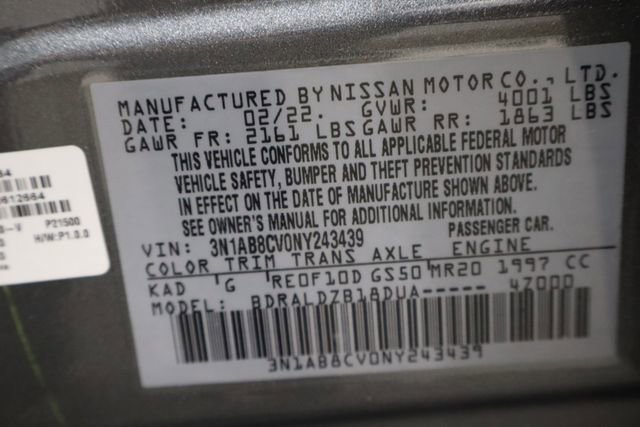 MANUFACTURED BY NISSAN MOTOR CO., LTD.
DATE: 02/22. GVWR: 4001 LBS
GAWR FR: 2161 LBS GAWR RR: 1863 LBS
THIS VEHICLE CONFORMS TO ALL APPLICABLE FEDERAL MOTOR
VEHICLE SAFETY, BUMPER AND THEFT PREVENTION STANDARDS
IN EFFECT ON THE DATE OF MANUFACTURE SHOWN ABOVE.
SEE OWNER'S MANUAL FOR ADDITIONAL INFORMATION.
VIN: 3N1AB8CV0NY243439 PASSENGER CAR.
COLOR TRIM TRANS AXLE ENGINE
KAD G RE0F10D GS50 MR20 1997 CC
MODEL: BDRALDZB18DUA----- 4Z000
3N1AB8CV0NY243439
P21500
H/W:P1.0.0